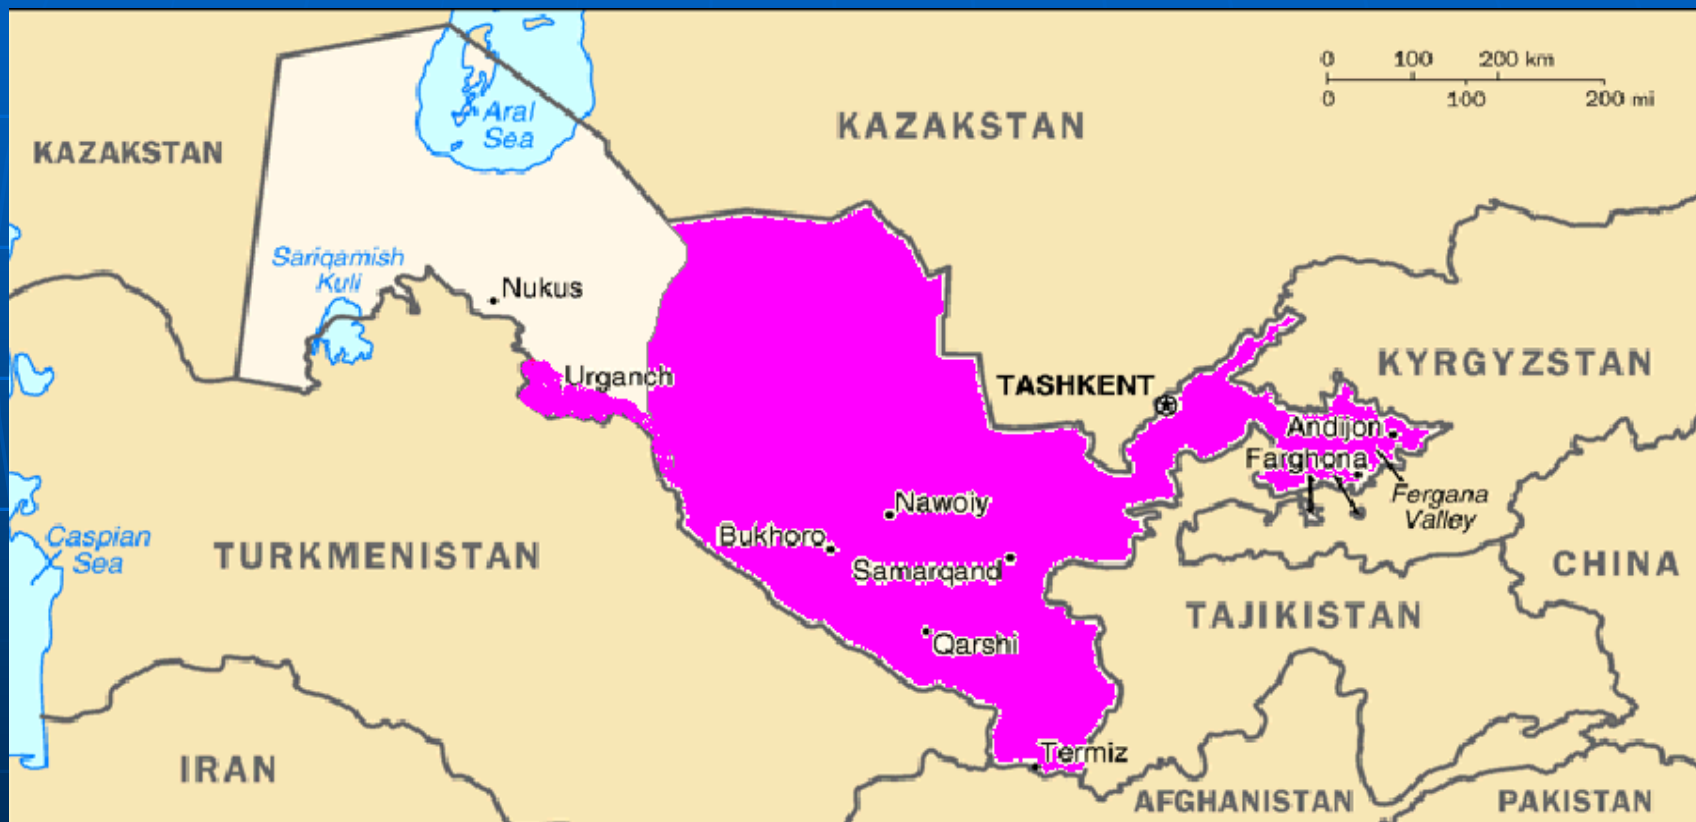 0 100 200 km
0 100 200 mi
Aral
Sea
KAZAKSTAN
KAZAKSTAN
Sariqamish
Kuli
Nukus
Urganch
TASHKENT
KYRGYZSTAN
Andijon
Farghona
Fergana
Valley
Nawoiy
Bukhoro
Samarqand
Caspian
Sea
TURKMENISTAN
CHINA
TAJIKISTAN
Qarshi
Termiz
IRAN
AFGHANISTAN
PAKISTAN